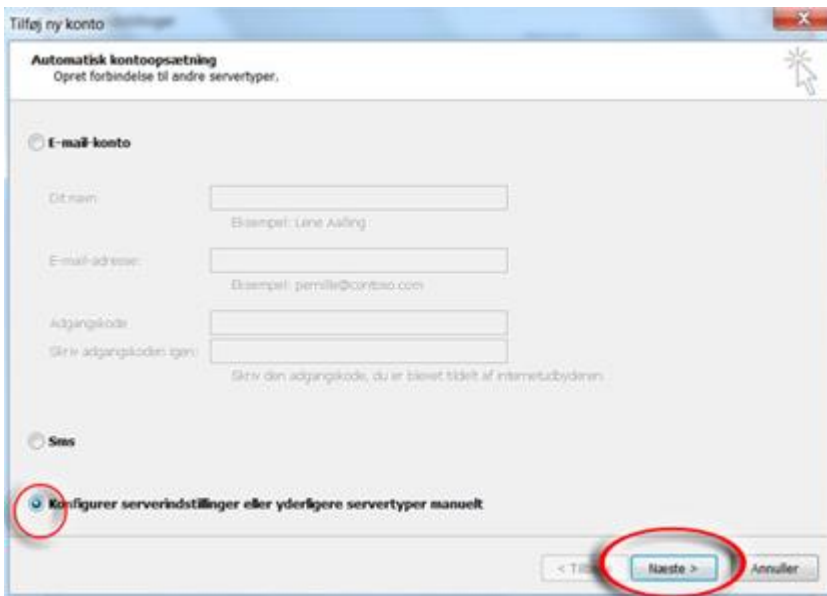 Tilføj ny konto
Automatisk kontoopsætning
Opret forbindelse til andre servertyper.
E-mail-konto
Dit navn:
Eksempel: Lene Aalling
E-mail-adresse:
Eksempel: pernille@contoso.com
Adgangskode
Skriv adgangskoden igen:
Skriv den adgangskode, du er blevet tildelt af internetudbyderen
Sms
Konfigurer serverindstillinger eller yderligere servertyper manuelt
< Næste > Annuller